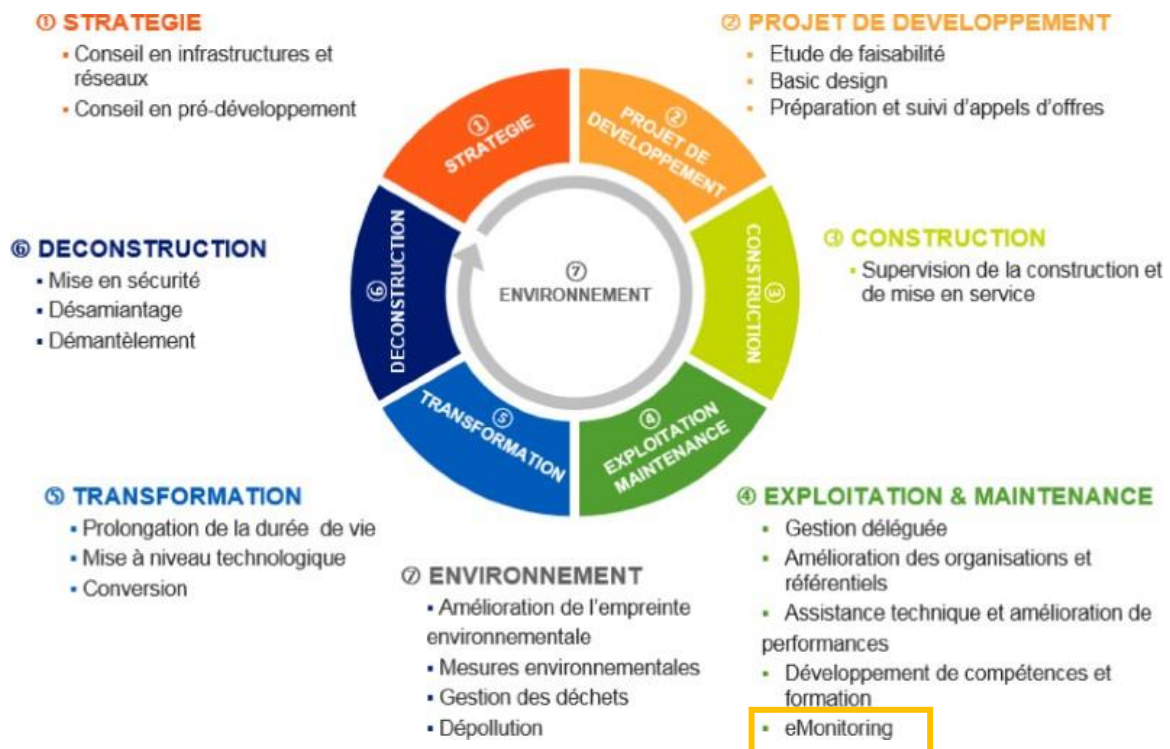 ① STRATEGIE
▪ Conseil en infrastructures et
réseaux
▪ Conseil en pré-développement
② PROJET DE DEVELOPPEMENT
▪ Etude de faisabilité
▪ Basic design
▪ Préparation et suivi d’appels d’offres
①
STRATEGIE
②
PROJET DE
DEVELOPPEMENT
③
CONSTRUCTION
④
EXPLOITATION
MAINTENANCE
⑤
TRANSFORMATION
⑥
DECONSTRUCTION
⑦
ENVIRONNEMENT
③ CONSTRUCTION
▪ Supervision de la construction et
de mise en service
⑥ DECONSTRUCTION
▪ Mise en sécurité
▪ Désamiantage
▪ Démantèlement
④ EXPLOITATION & MAINTENANCE
▪ Gestion déléguée
▪ Amélioration des organisations et
référentiels
▪ Assistance technique et amélioration de
performances
▪ Développement de compétences et
formation
▪ eMonitoring
⑤ TRANSFORMATION
▪ Prolongation de la durée de vie
▪ Mise à niveau technologique
▪ Conversion
⑦ ENVIRONNEMENT
▪ Amélioration de l’empreinte
environnementale
▪ Mesures environnementales
▪ Gestion des déchets
▪ Dépollution